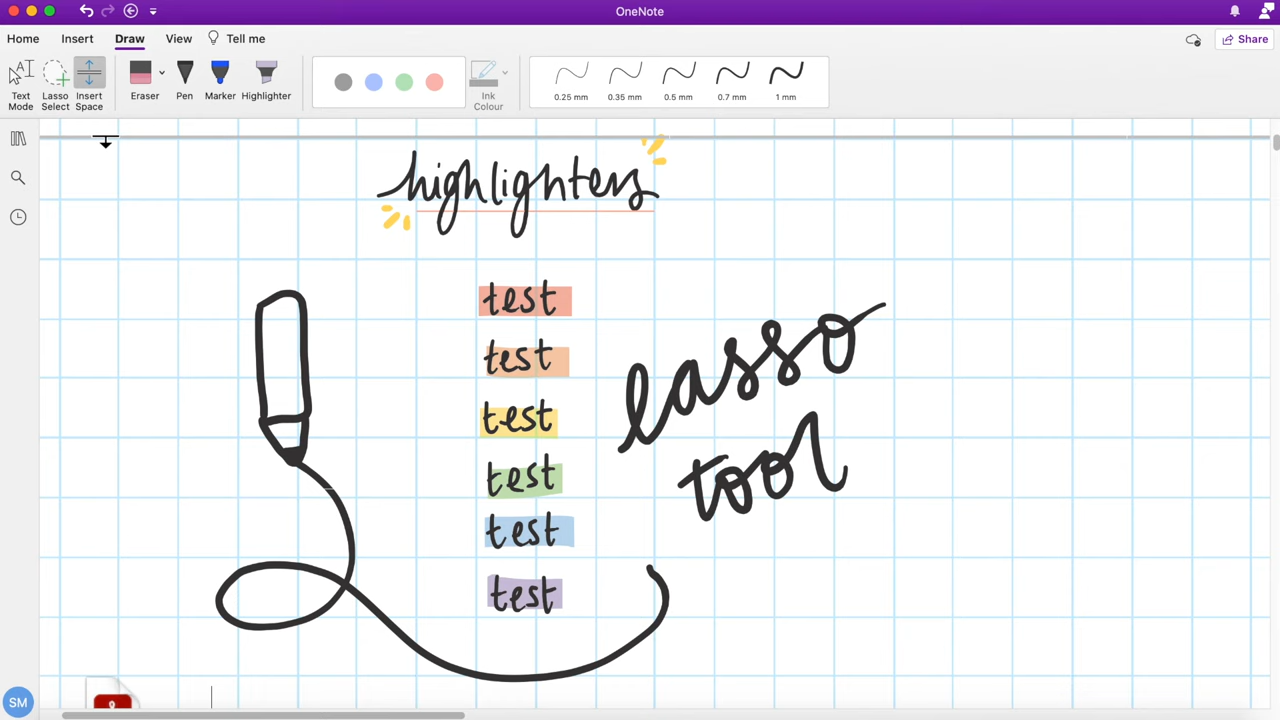 OneNote
Home Insert Draw View Tell me Share
Text Mode
Lasso Select
Insert Space
Eraser
Pen
Marker
Highlighter
Ink Colour
0.25 mm 0.35 mm 0.5 mm 0.7 mm 1 mm
highlighters
test
test
test
test
test
test
lasso
tool
SM